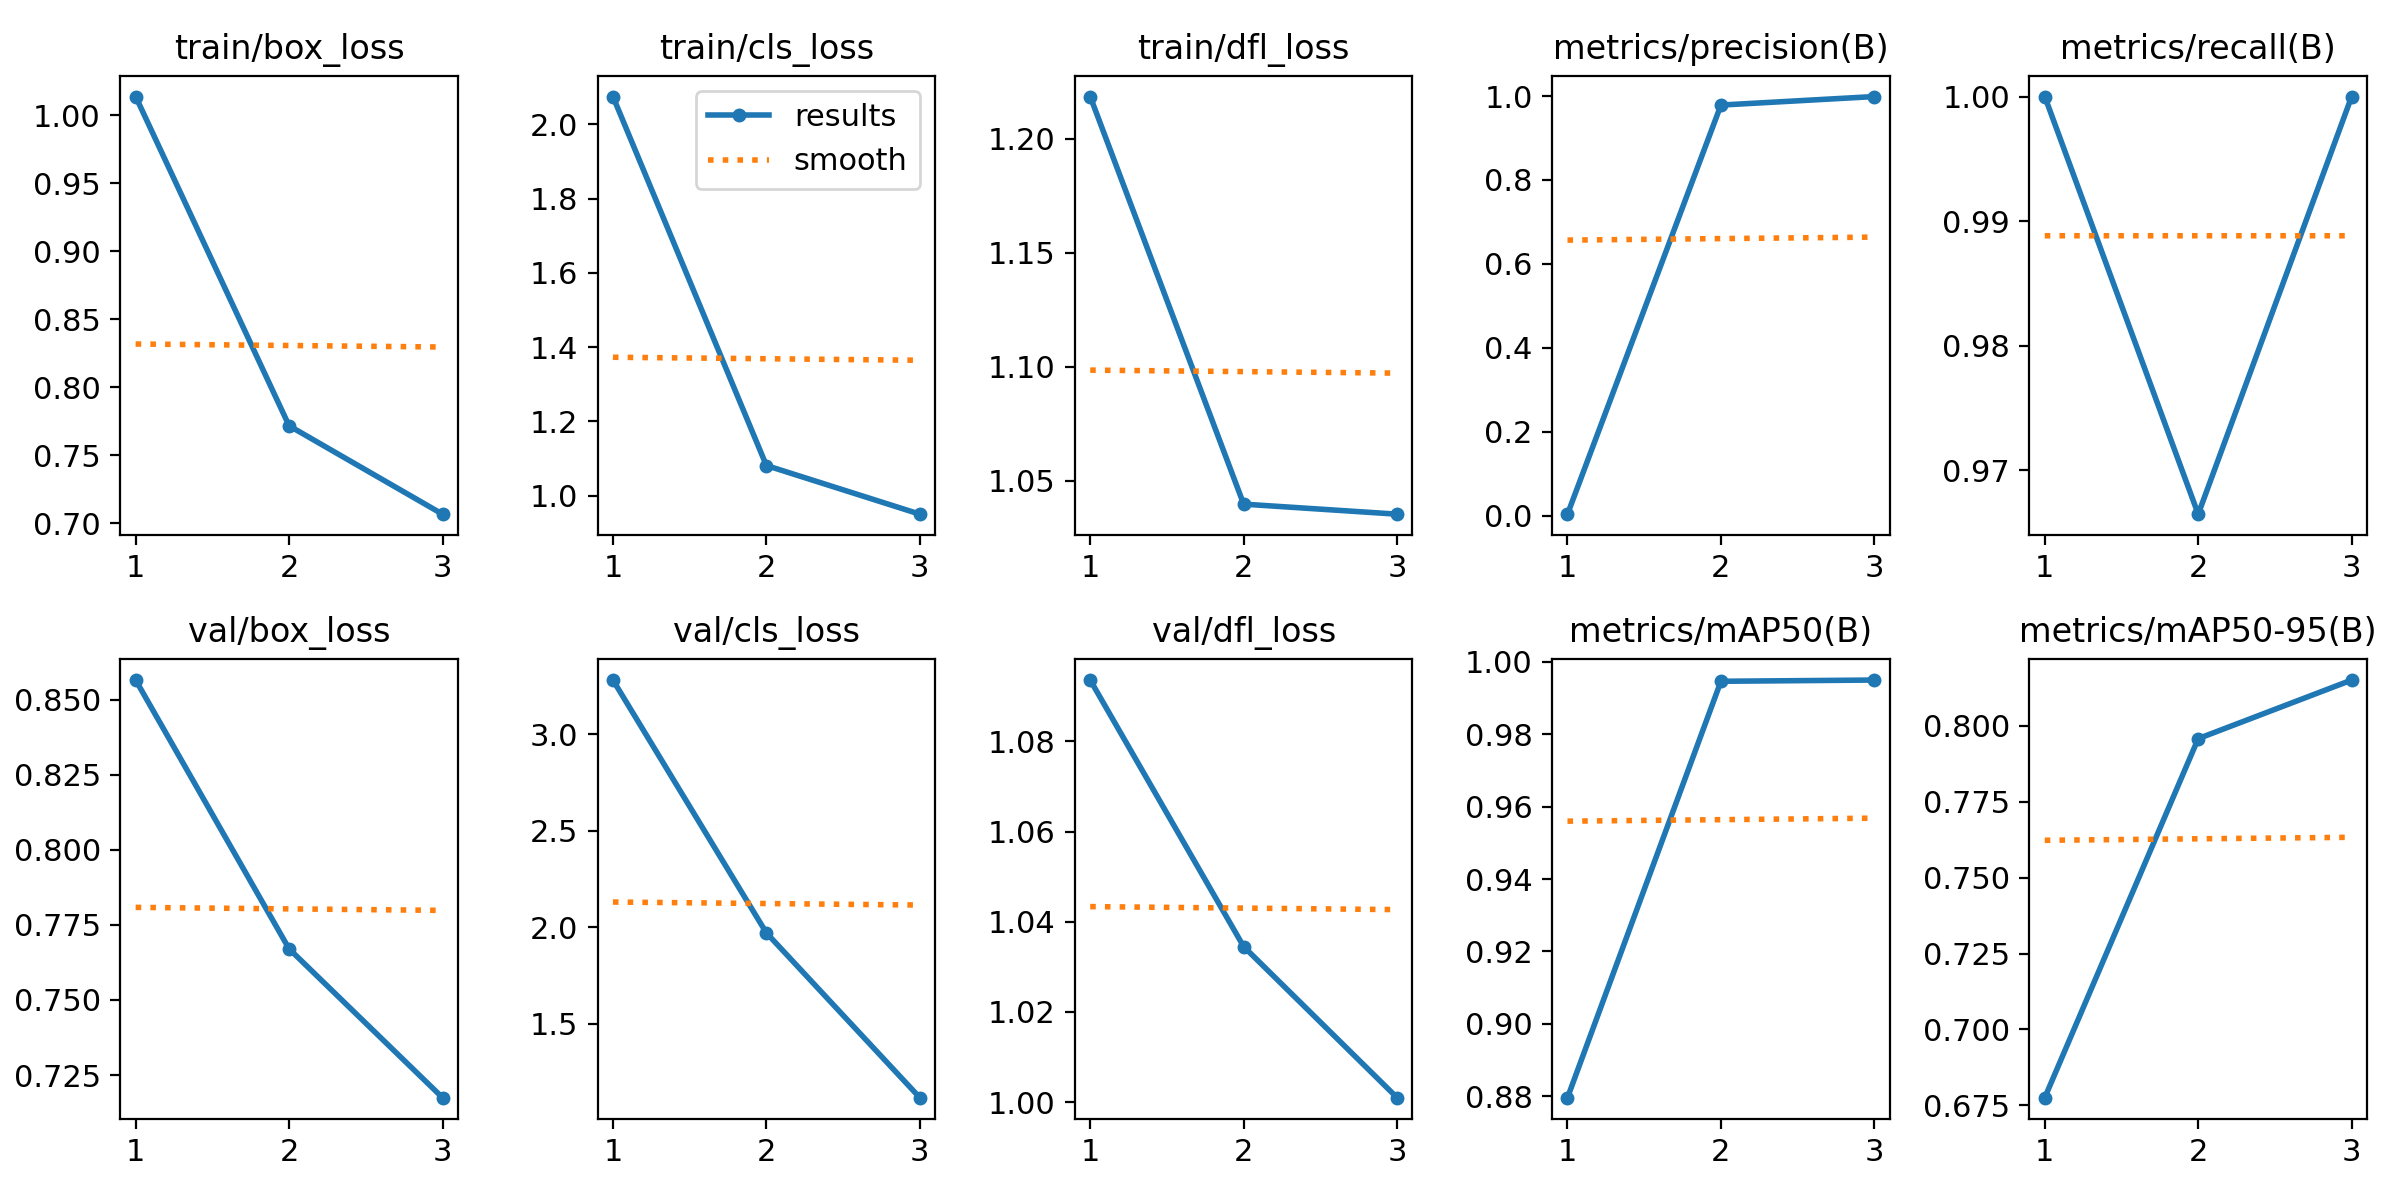 train/box_loss
1.00
0.95
0.90
0.85
0.80
0.75
0.70
1 2 3
train/cls_loss
results
smooth
2.0
1.8
1.6
1.4
1.2
1.0
1 2 3
train/dfl_loss
1.20
1.15
1.10
1.05
1 2 3
metrics/precision(B)
1.0
0.8
0.6
0.4
0.2
0.0
1 2 3
metrics/recall(B)
1.00
0.99
0.98
0.97
1 2 3
val/box_loss
0.850
0.825
0.800
0.775
0.750
0.725
1 2 3
val/cls_loss
3.0
2.5
2.0
1.5
1 2 3
val/dfl_loss
1.08
1.06
1.04
1.02
1.00
1 2 3
metrics/mAP50(B)
1.00
0.98
0.96
0.94
0.92
0.90
0.88
1 2 3
metrics/mAP50-95(B)
0.800
0.775
0.750
0.725
0.700
0.675
1 2 3